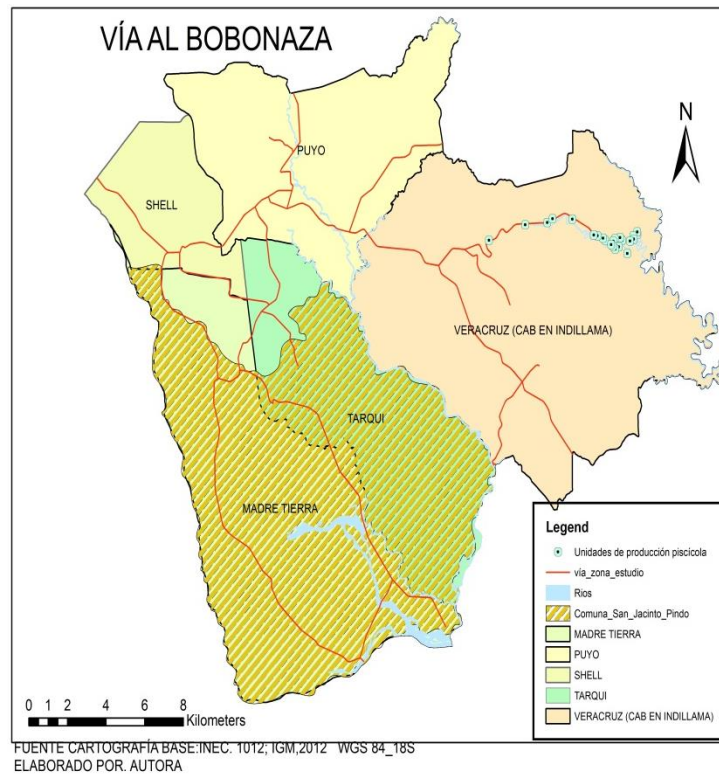 VÍA AL BOBONAZA
N
PUYO
SHELL
VERACRUZ (CAB EN INDILLAMA)
TARQUI
MADRE TIERRA
Legend
Unidades de producción piscícola
vía_zona_estudio
Rios
Comuna_San_Jacinto_Pindo
MADRE TIERRA
PUYO
SHELL
TARQUI
VERACRUZ (CAB EN INDILLAMA)
0 1 2 4 6 8
Kilometers
FUENTE CARTOGRAFÍA BASE:INEC. 1012; IGM,2012 WGS 84_18S
ELABORADO POR. AUTORA